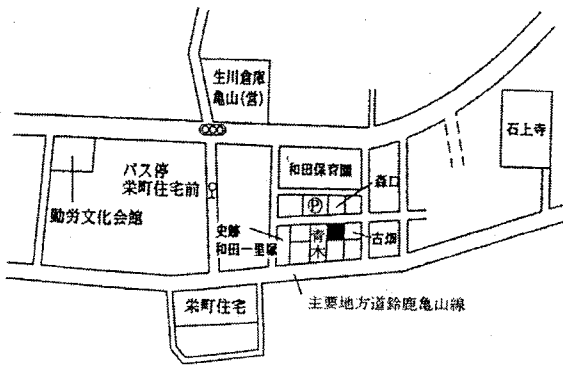 生川倉庫
亀山(営)
石上寺
バス停
栄町住宅前
和田保育園
森口
勤労文化会館
P
史跡
和田一里塚
青木
古畑
栄町住宅
主要地方道鈴鹿亀山線